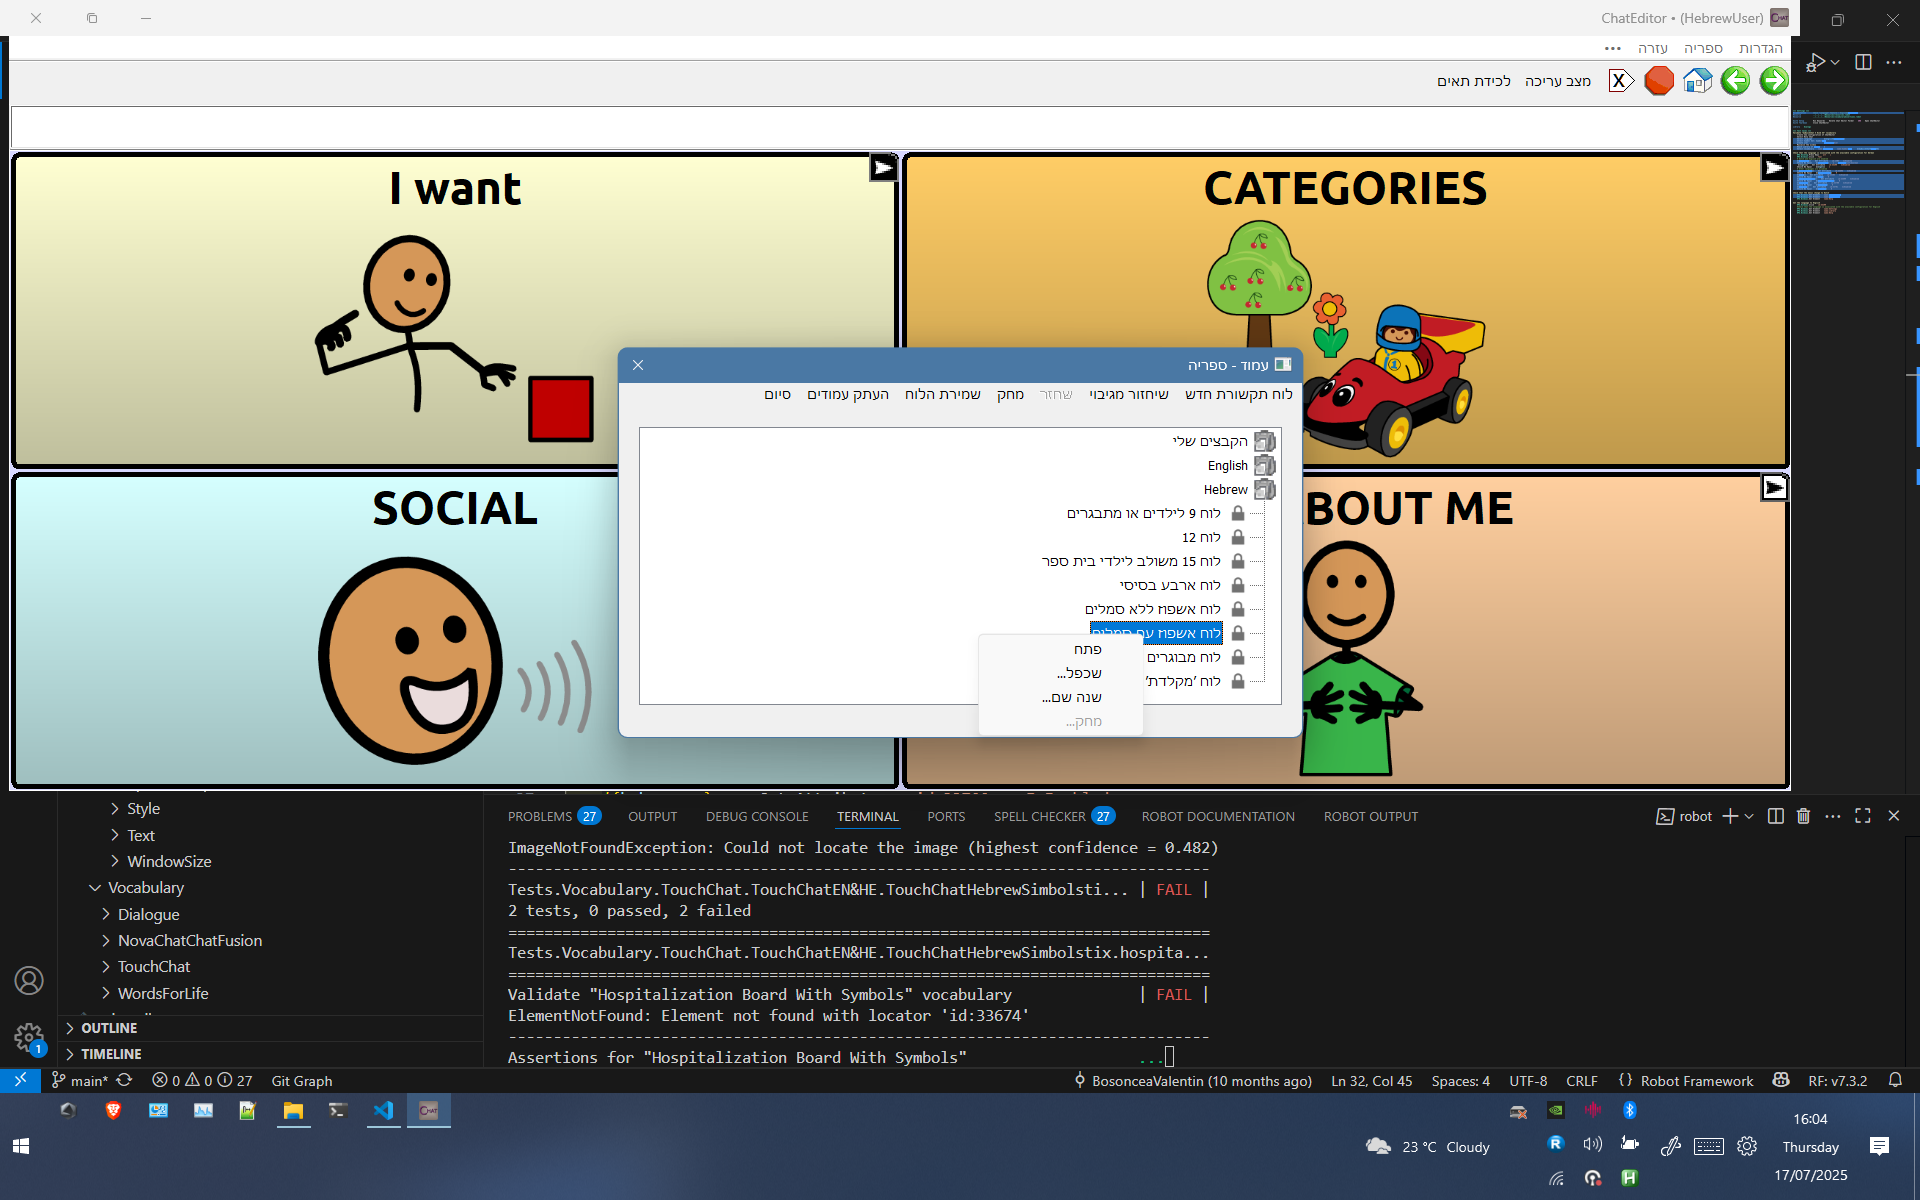 ChatEditor • (HebrewUser)
הגדרות ספריה עזרה •••
מצב עריכה לכידת תאים
I want
CATEGORIES
SOCIAL
BOUT ME
עמוד - ספריה
לוח תקשורת חדש שיחזור מגיבוי שחזר מחק שמירת הלוח העתק עמודים סיום
הקבצים שלי
English
Hebrew
לוח 9 לילדים או מתבגרים
לוח 12
לוח 15 משולב לילדי בית ספר
לוח ארבע בסיסי
לוח אשפוז ללא סמלים
לוח אשפוז עם סמלים
לוח מבוגרים
לוח 'מקלדת'
פתח
שכפל...
שנה שם...
מחק...
Style
Text
WindowSize
Vocabulary
Dialogue
NovaChatChatFusion
TouchChat
WordsForLife
OUTLINE
TIMELINE
PROBLEMS 27 OUTPUT DEBUG CONSOLE TERMINAL PORTS SPELL CHECKER 27 ROBOT DOCUMENTATION ROBOT OUTPUT
robot
ImageNotFoundException: Could not locate the image (highest confidence = 0.482)
------------------------------------------------------------------------------
Tests.Vocabulary.TouchChat.TouchChatEN&HE.TouchChatHebrewSimbolsti... | FAIL |
2 tests, 0 passed, 2 failed
==============================================================================
Tests.Vocabulary.TouchChat.TouchChatEN&HE.TouchChatHebrewSimbolstix.hospita...
==============================================================================
Validate "Hospitalization Board With Symbols" vocabulary | FAIL |
ElementNotFound: Element not found with locator 'id:33674'
------------------------------------------------------------------------------
Assertions for "Hospitalization Board With Symbols" ...
1
main* 0 0 27 Git Graph
BosonceaValentin (10 months ago) Ln 32, Col 45 Spaces: 4 UTF-8 CRLF {} Robot Framework RF: v7.3.2
23 °C Cloudy
16:04
Thursday
17/07/2025